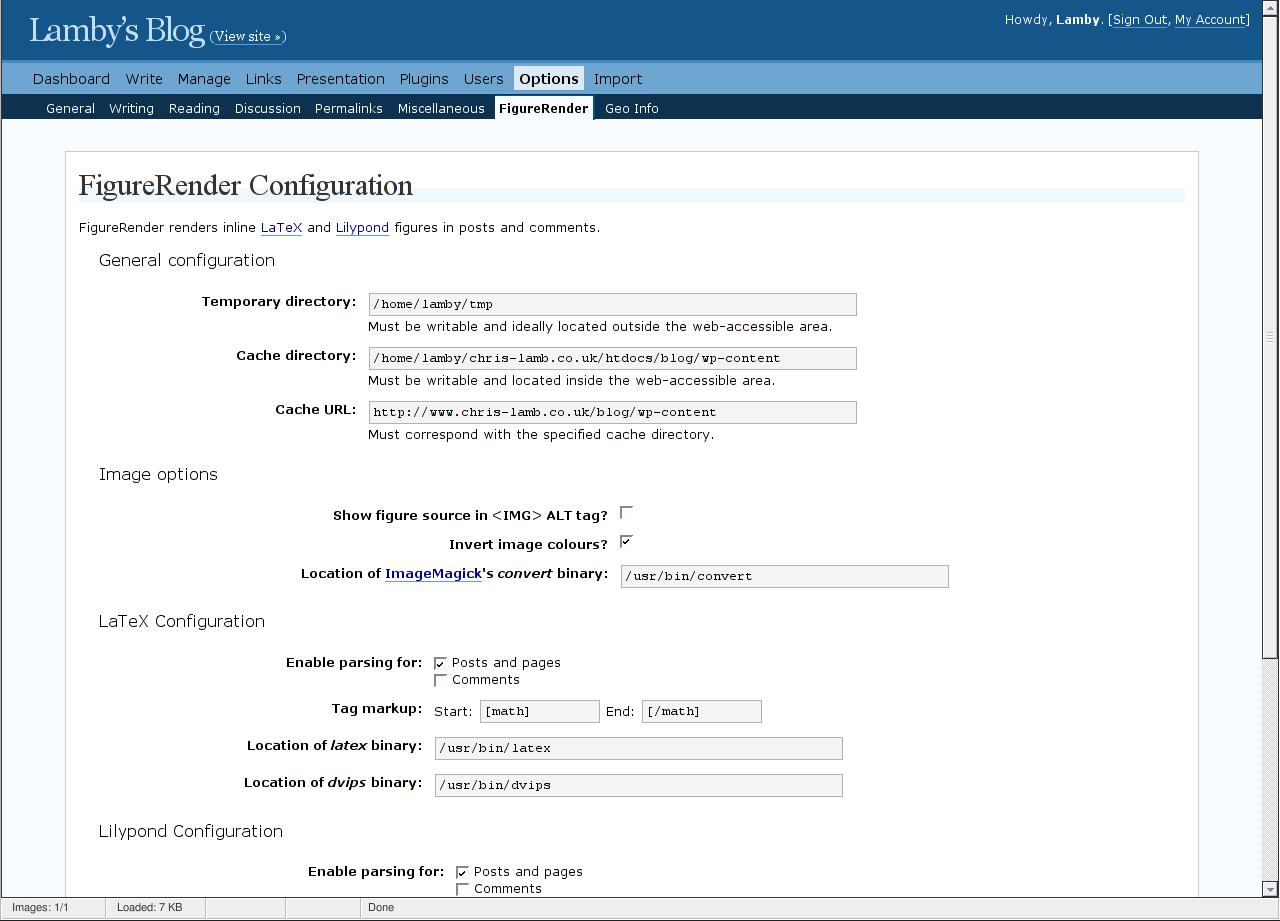 Lamby's Blog (View site »)
Howdy, Lamby. [Sign Out, My Account]
Dashboard Write Manage Links Presentation Plugins Users Options Import
General Writing Reading Discussion Permalinks Miscellaneous FigureRender Geo Info
FigureRender Configuration
FigureRender renders inline LaTeX and Lilypond figures in posts and comments.
General configuration
Temporary directory: /home/lamby/tmp
Must be writable and ideally located outside the web-accessible area.
Cache directory: /home/lamby/chris-lamb.co.uk/htdocs/blog/wp-content
Must be writable and located inside the web-accessible area.
Cache URL: http://www.chris-lamb.co.uk/blog/wp-content
Must correspond with the specified cache directory.
Image options
Show figure source in <IMG> ALT tag?
Invert image colours?
Location of ImageMagick's convert binary: /usr/bin/convert
LaTeX Configuration
Enable parsing for: Posts and pages
Comments
Tag markup: Start: [math] End: [/math]
Location of latex binary: /usr/bin/latex
Location of dvips binary: /usr/bin/dvips
Lilypond Configuration
Enable parsing for: Posts and pages
Comments
Images: 1/1 Loaded: 7 KB Done